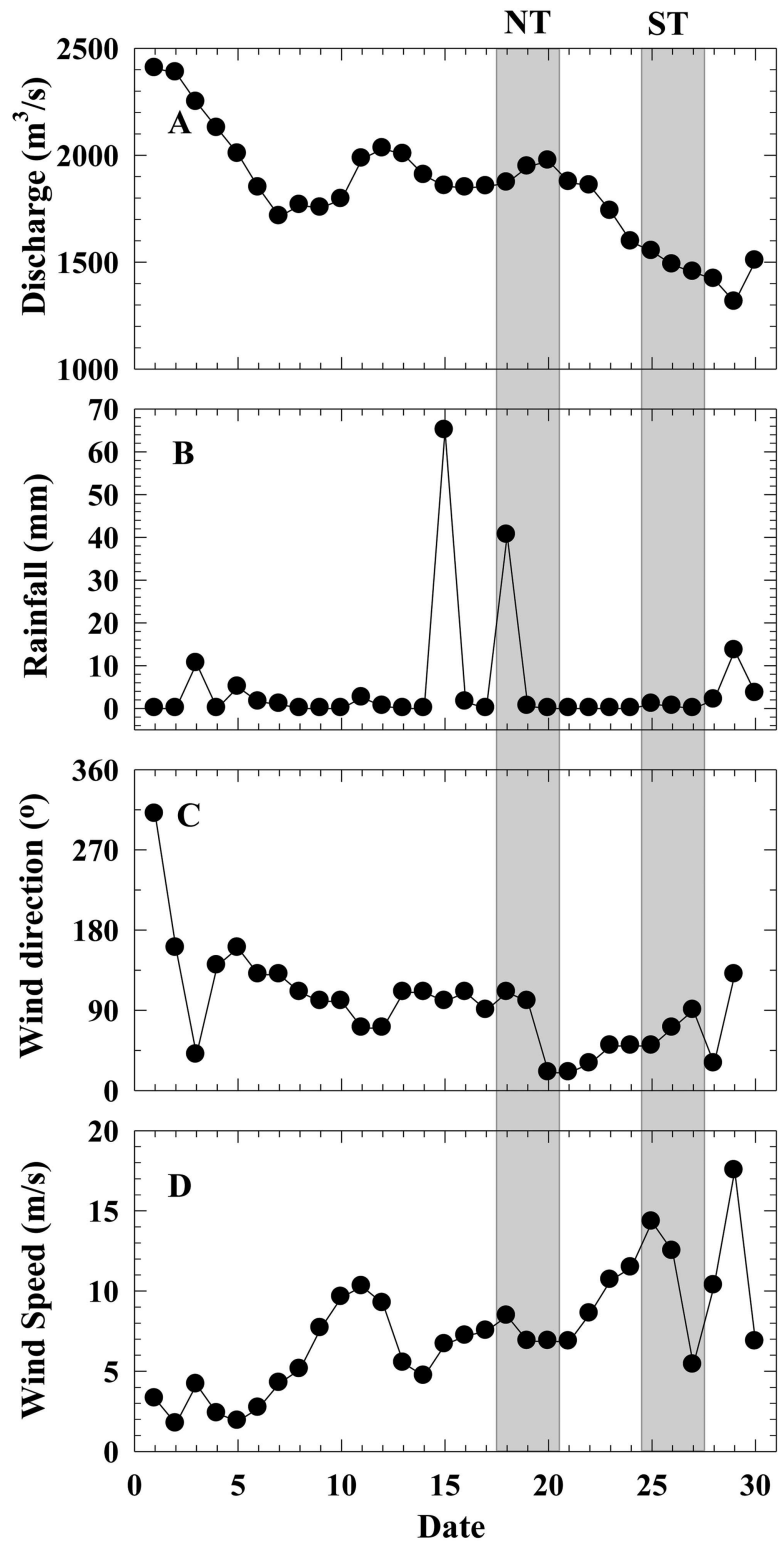 NT ST
2500
A
2000
1500
1000
Discharge (m³/s)
70
B
60
50
40
30
20
10
0
Rainfall (mm)
360
C
270
180
90
0
Wind direction (º)
20
D
15
10
5
0
Wind Speed (m/s)
0 5 10 15 20 25 30
Date